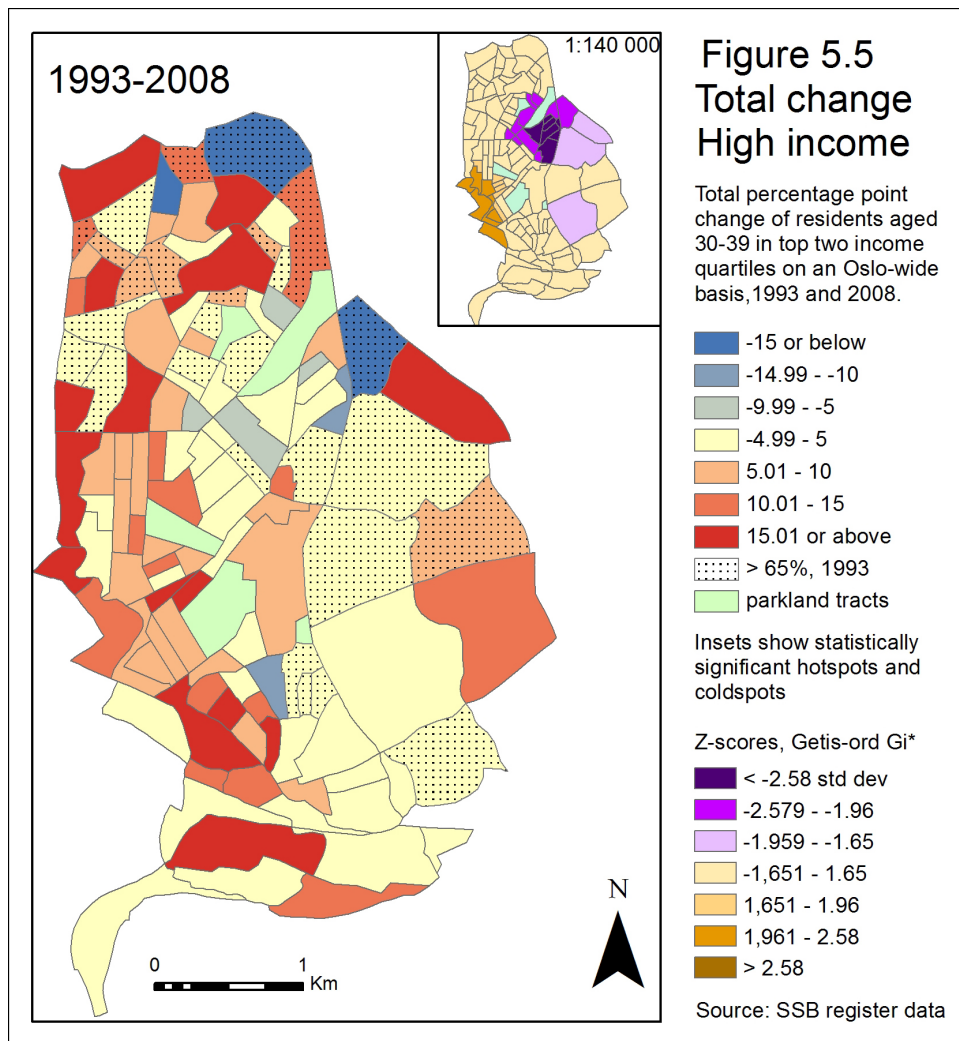 1993-2008
1:140 000
Figure 5.5
Total change
High income
Total percentage point
change of residents aged
30-39 in top two income
quartiles on an Oslo-wide
basis,1993 and 2008.
-15 or below
-14.99 - -10
-9.99 - -5
-4.99 - 5
5.01 - 10
10.01 - 15
15.01 or above
> 65%, 1993
parkland tracts
Insets show statistically
significant hotspots and
coldspots
Z-scores, Getis-ord Gi*
< -2.58 std dev
-2.579 - -1.96
-1.959 - -1.65
-1,651 - 1.65
1,651 - 1.96
1,961 - 2.58
> 2.58
Source: SSB register data
N
0 1
Km